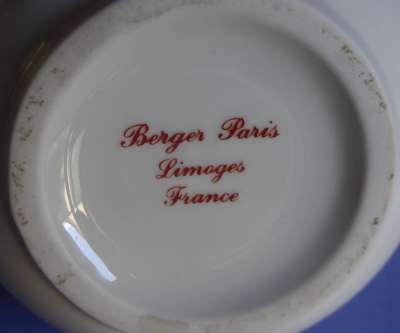 Berger Paris
Limoges
France